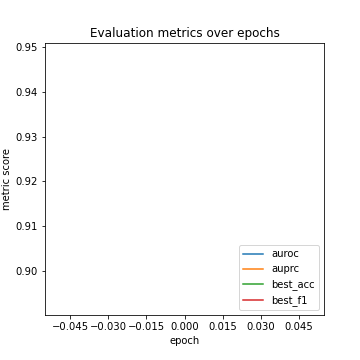 Evaluation metrics over epochs
0.95
0.94
0.93
0.92
0.91
0.90
metric score
auroc
auprc
best_acc
best_f1
−0.045 −0.030 −0.015 0.000 0.015 0.030 0.045
epoch